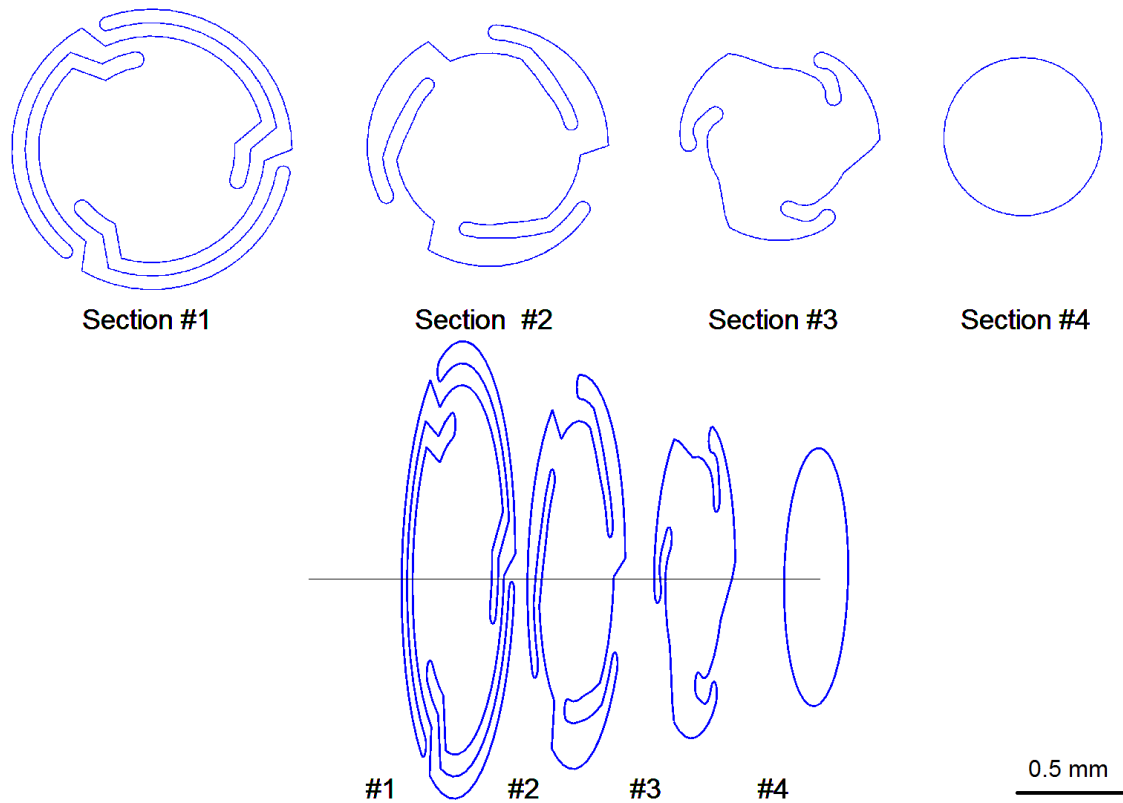 Section #1
Section #2
Section #3
Section #4
#1
#2
#3
#4
0.5 mm